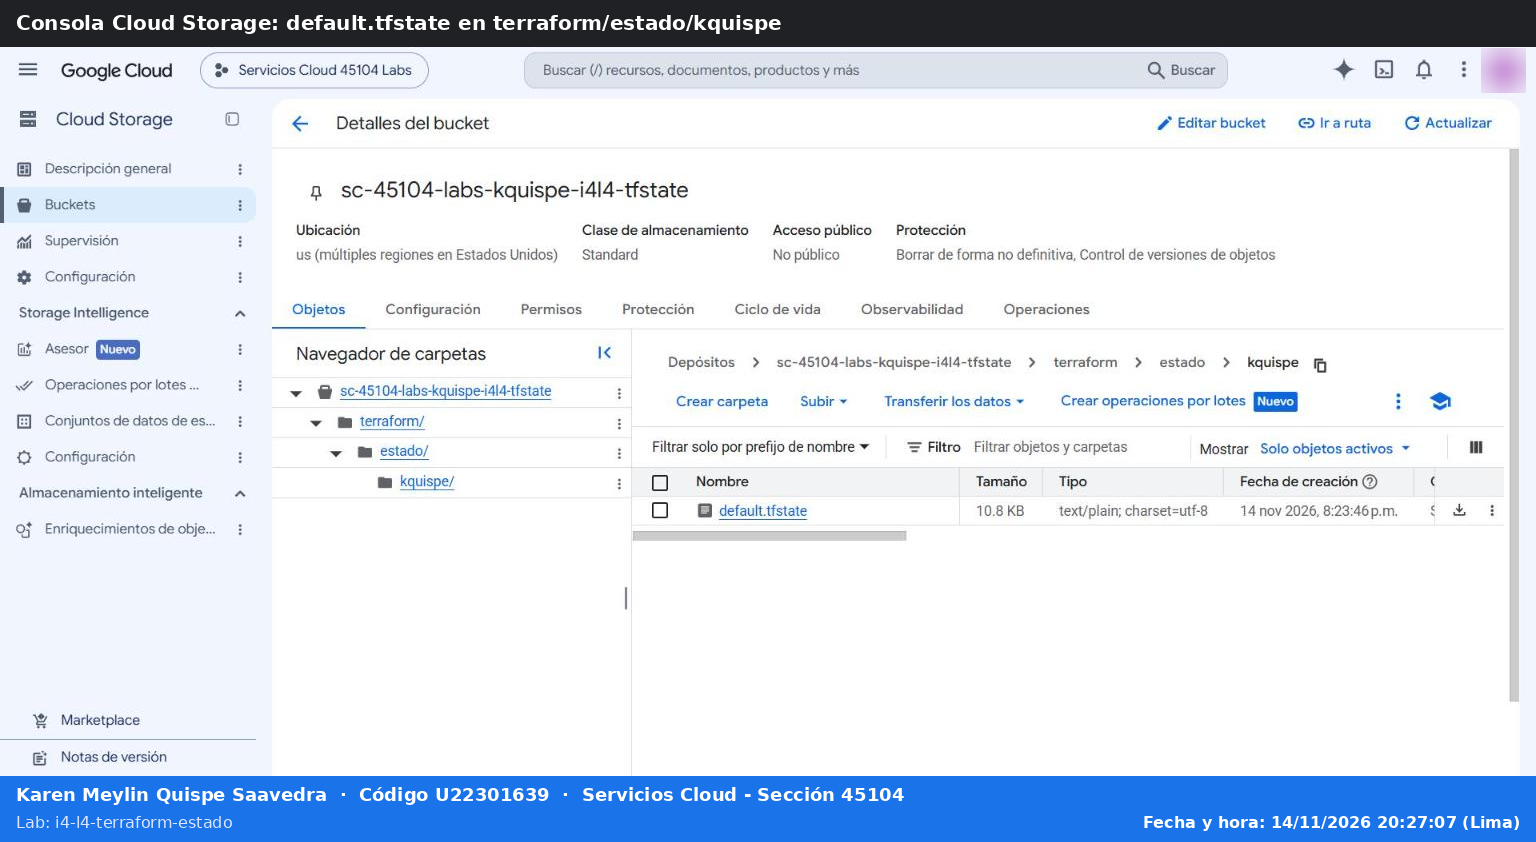 Consola Cloud Storage: default.tfstate en terraform/estado/kquispe
Google Cloud
Servicios Cloud 45104 Labs
Buscar (/) recursos, documentos, productos y más
Buscar
Cloud Storage
Descripción general
Buckets
Supervisión
Configuración
Storage Intelligence
Asesor Nuevo
Operaciones por lotes ...
Conjuntos de datos de es...
Configuración
Almacenamiento inteligente
Enriquecimientos de obje...
Marketplace
Notas de versión
Detalles del bucket
Editar bucket
Ir a ruta
Actualizar
sc-45104-labs-kquispe-i4l4-tfstate
Ubicación Clase de almacenamiento Acceso público Protección
us (múltiples regiones en Estados Unidos) Standard No público Borrar de forma no definitiva, Control de versiones de objetos
Objetos Configuración Permisos Protección Ciclo de vida Observabilidad Operaciones
Navegador de carpetas
sc-45104-labs-kquispe-i4l4-tfstate
terraform/
estado/
kquispe/
Depósitos > sc-45104-labs-kquispe-i4l4-tfstate > terraform > estado > kquispe
Crear carpeta Subir Transferir los datos Crear operaciones por lotes Nuevo
Filtrar solo por prefijo de nombre Filtro Filtrar objetos y carpetas Mostrar Solo objetos activos
Nombre Tamaño Tipo Fecha de creación
default.tfstate 10.8 KB text/plain; charset=utf-8 14 nov 2026, 8:23:46 p.m.
Karen Meylin Quispe Saavedra · Código U22301639 · Servicios Cloud - Sección 45104
Lab: i4-l4-terraform-estado
Fecha y hora: 14/11/2026 20:27:07 (Lima)